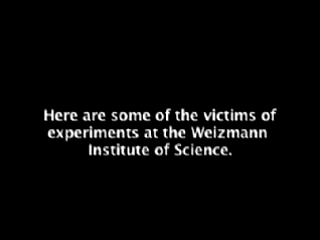 Here are some of the victims of
experiments at the Weizmann
Institute of Science.